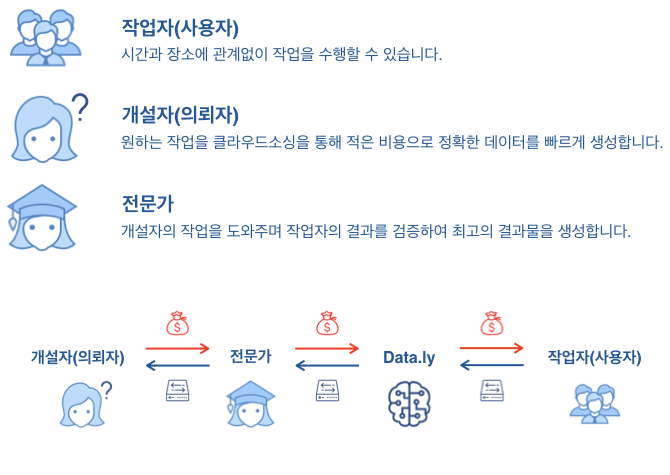 작업자(사용자)
시간과 장소에 관계없이 작업을 수행할 수 있습니다.
?
개설자(의뢰자)
원하는 작업을 클라우드소싱을 통해 적은 비용으로 정확한 데이터를 빠르게 생성합니다.
전문가
개설자의 작업을 도와주며 작업자의 결과를 검증하여 최고의 결과물을 생성합니다.
$ $ $
개설자(의뢰자) 전문가 Data.ly 작업자(사용자)
?